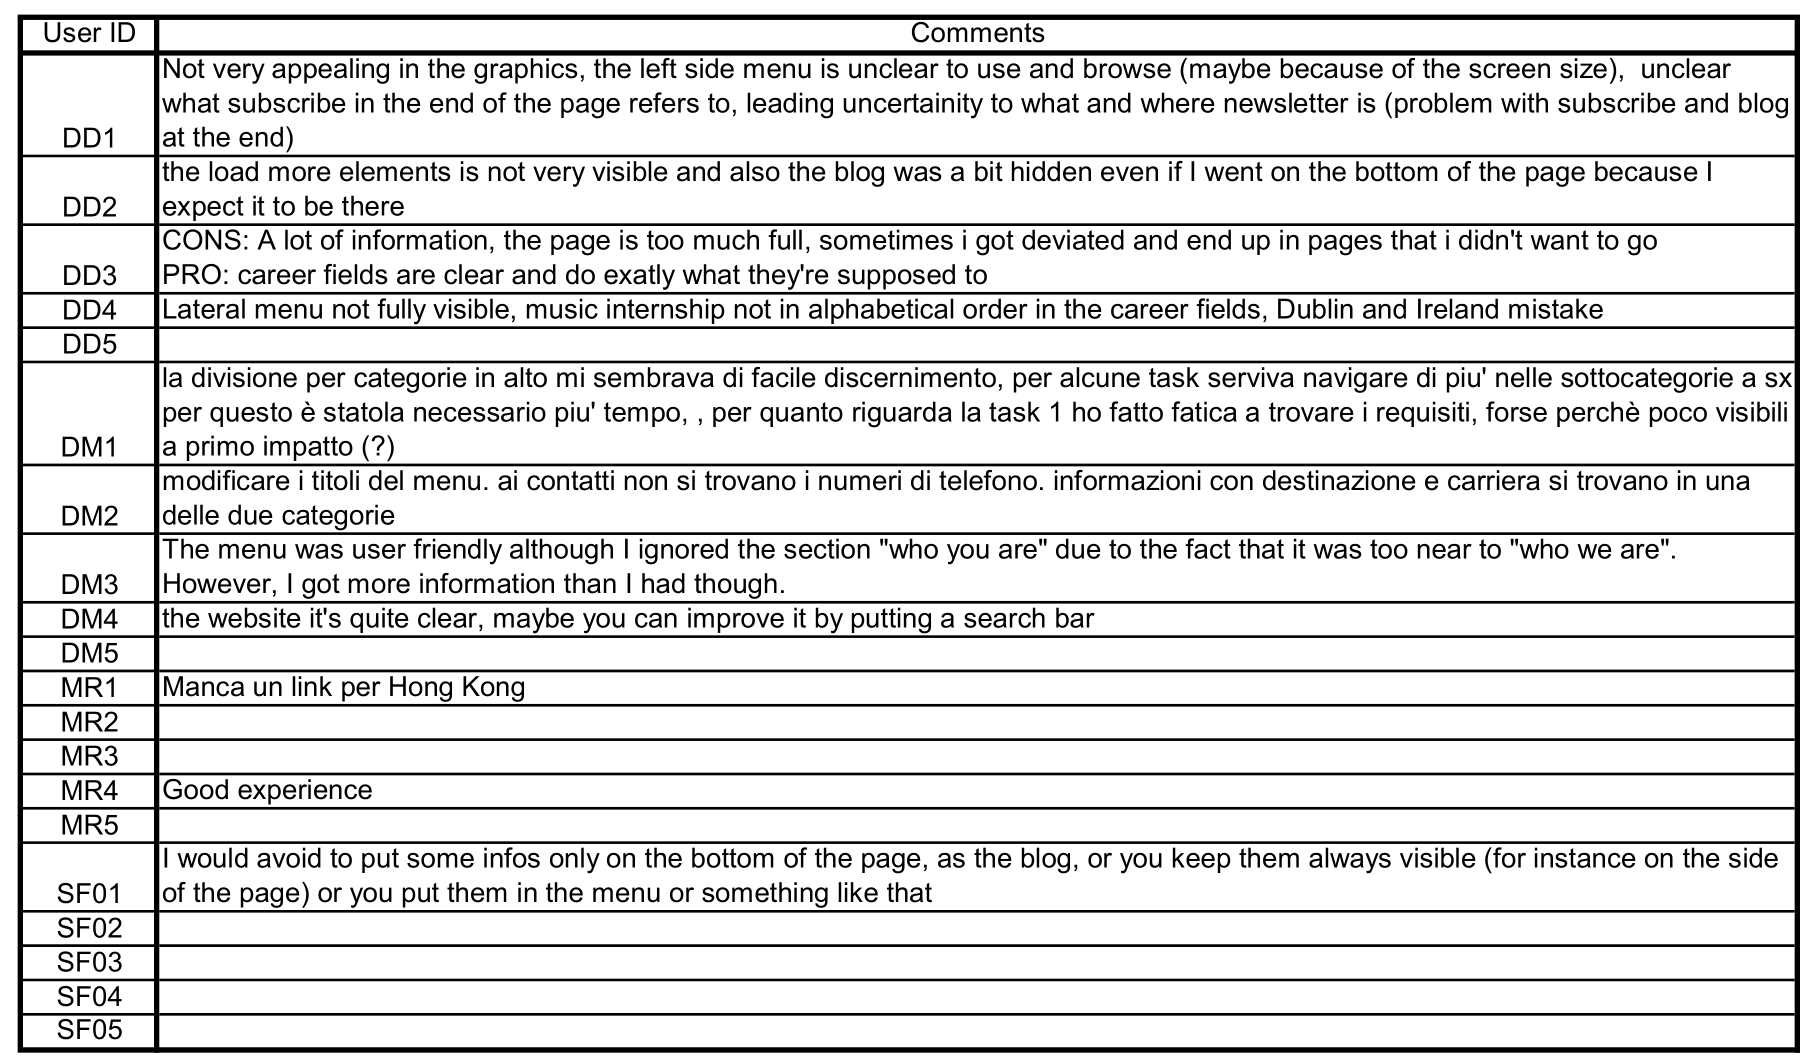 User ID Comments
Not very appealing in the graphics, the left side menu is unclear to use and browse (maybe because of the screen size),  unclear
what subscribe in the end of the page refers to, leading uncertainity to what and where newsletter is (problem with subscribe and blog
DD1 at the end)
the load more elements is not very visible and also the blog was a bit hidden even if I went on the bottom of the page because I
DD2 expect it to be there
CONS: A lot of information, the page is too much full, sometimes i got deviated and end up in pages that i didn't want to go
DD3 PRO: career fields are clear and do exatly what they're supposed to
DD4 Lateral menu not fully visible, music internship not in alphabetical order in the career fields, Dublin and Ireland mistake
DD5
la divisione per categorie in alto mi sembrava di facile discernimento, per alcune task serviva navigare di piu' nelle sottocategorie a sx
per questo è statola necessario piu' tempo, , per quanto riguarda la task 1 ho fatto fatica a trovare i requisiti, forse perchè poco visibili
DM1 a primo impatto (?)
modificare i titoli del menu. ai contatti non si trovano i numeri di telefono. informazioni con destinazione e carriera si trovano in una
DM2 delle due categorie
The menu was user friendly although I ignored the section "who you are" due to the fact that it was too near to "who we are".
DM3 However, I got more information than I had though.
DM4 the website it's quite clear, maybe you can improve it by putting a search bar
DM5
MR1 Manca un link per Hong Kong
MR2
MR3
MR4 Good experience
MR5
I would avoid to put some infos only on the bottom of the page, as the blog, or you keep them always visible (for instance on the side
SF01 of the page) or you put them in the menu or something like that
SF02
SF03
SF04
SF05